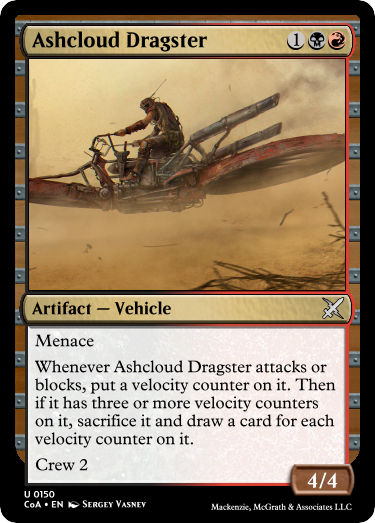 Ashcloud Dragster 1
Artifact — Vehicle
Menace
Whenever Ashcloud Dragster attacks or
blocks, put a velocity counter on it. Then
if it has three or more velocity counters
on it, sacrifice it and draw a card for each
velocity counter on it.
Crew 2
4/4
U 0150
CoA • EN Sergey Vasnev
Mackenzie, McGrath & Associates LLC